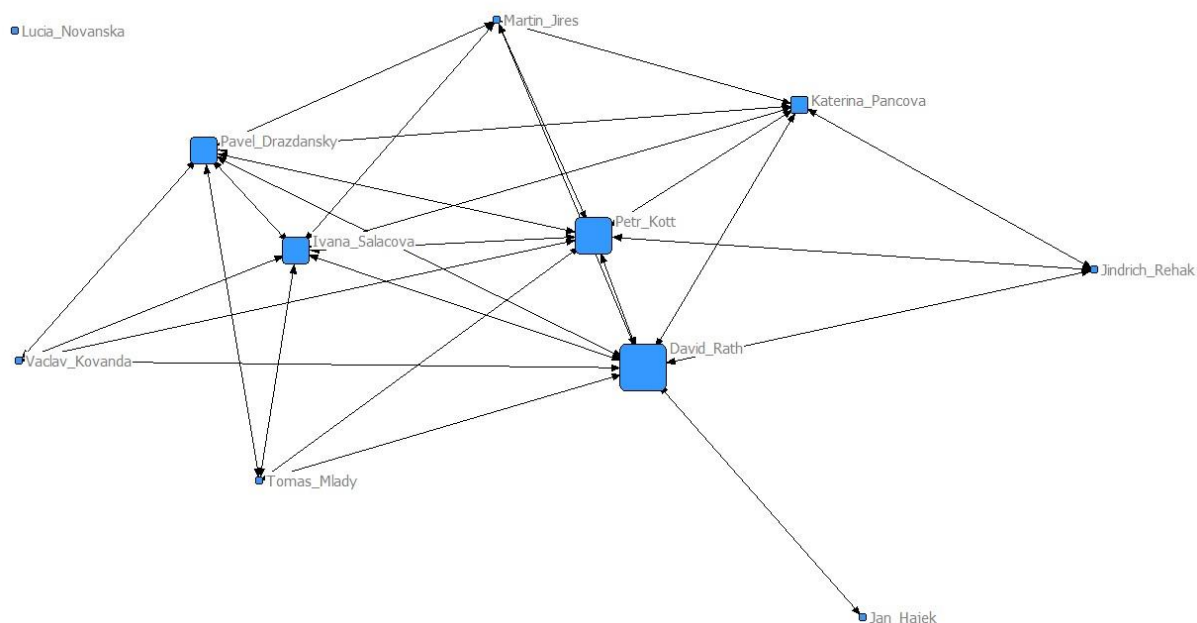 Martin_Jires
Lucia_Novanska
Katerina_Pancova
Pavel_Drazdansky
Petr_Kott
Ivana_Salacova
Jindrich_Rehak
David_Rath
Vaclav_Kovanda
Tomas_Mlady
Jan_Hajek